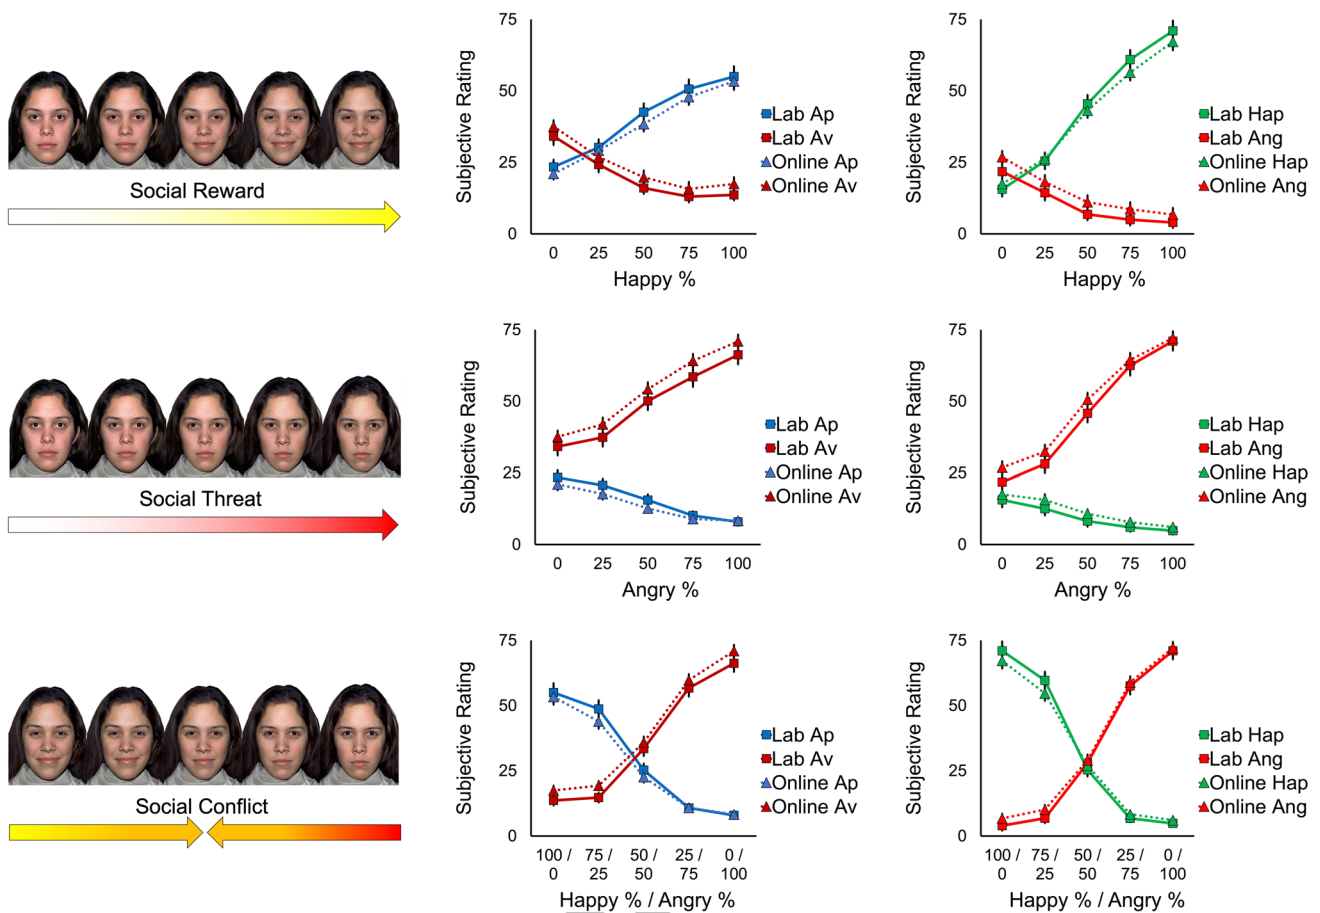 Social Reward
75
50
25
0
Subjective Rating
0 25 50 75 100
Happy %
Lab Ap
Lab Av
Online Ap
Online Av
75
50
25
0
Subjective Rating
0 25 50 75 100
Happy %
Lab Hap
Lab Ang
Online Hap
Online Ang
Social Threat
75
50
25
0
Subjective Rating
0 25 50 75 100
Angry %
Lab Ap
Lab Av
Online Ap
Online Av
75
50
25
0
Subjective Rating
0 25 50 75 100
Angry %
Lab Hap
Lab Ang
Online Hap
Online Ang
Social Conflict
75
50
25
0
Subjective Rating
100 / 75 / 50 / 25 / 0 /
0 25 50 75 100
Happy % / Angry %
Lab Ap
Lab Av
Online Ap
Online Av
75
50
25
0
Subjective Rating
100 / 75 / 50 / 25 / 0 /
0 25 50 75 100
Happy % / Angry %
Lab Hap
Lab Ang
Online Hap
Online Ang